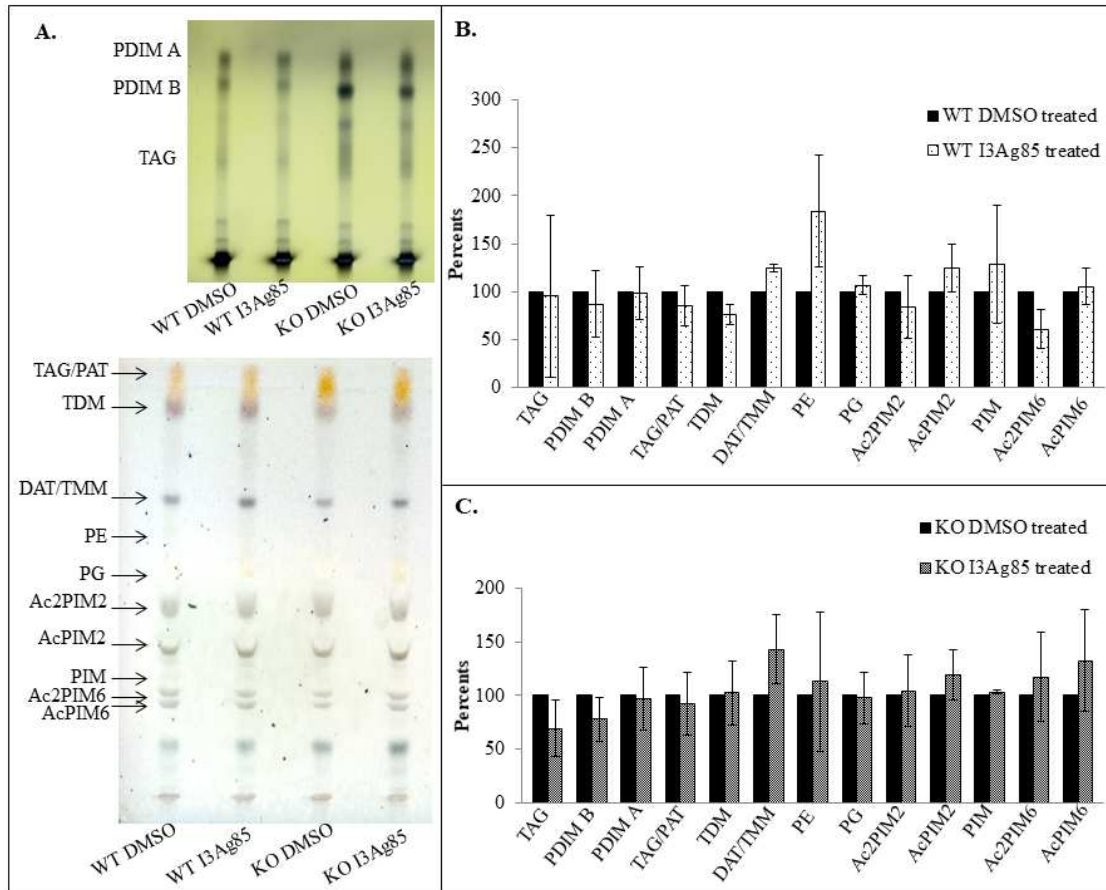 A.
PDIM A
PDIM B
TAG
WT DMSO
WT I3Ag85
KO DMSO
KO I3Ag85
TAG/PAT
TDM
DAT/TMM
PE
PG
Ac2PIM2
AcPIM2
PIM
Ac2PIM6
AcPIM6
WT DMSO
WT I3Ag85
KO DMSO
KO I3Ag85
B.
WT DMSO treated
WT I3Ag85 treated
Percents
300
250
200
150
100
50
0
TAG
PDIM B
PDIM A
TAG/PAT
TDM
DAT/TMM
PE
PG
Ac2PIM2
AcPIM2
PIM
Ac2PIM6
AcPIM6
C.
KO DMSO treated
KO I3Ag85 treated
Percents
200
150
100
50
0
TAG
PDIM B
PDIM A
TAG/PAT
TDM
DAT/TMM
PE
PG
Ac2PIM2
AcPIM2
PIM
Ac2PIM6
AcPIM6